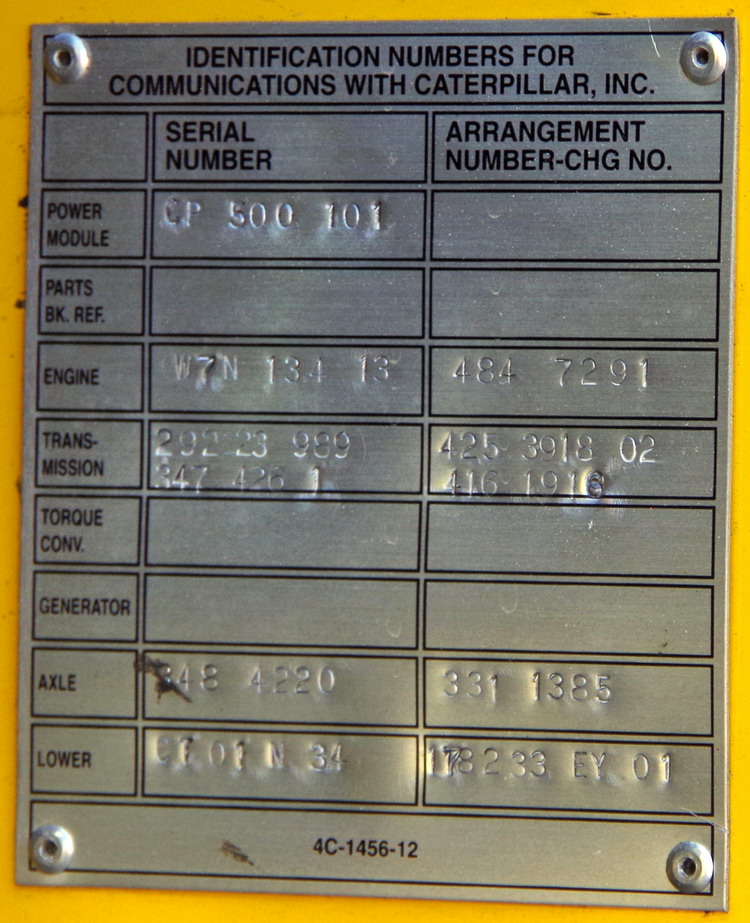 IDENTIFICATION NUMBERS FOR
COMMUNICATIONS WITH CATERPILLAR, INC.
SERIAL
NUMBER
ARRANGEMENT
NUMBER-CHG NO.
POWER
MODULE
CP 500 101
PARTS
BK. REF.
ENGINE
W7N 134 13
484 7291
TRANS-
MISSION
292 23 989
347 426 1
425 3918 02
416 1916
TORQUE
CONV.
GENERATOR
AXLE
348 4220
331 1385
LOWER
N 34
233 EY 01
4C-1456-12